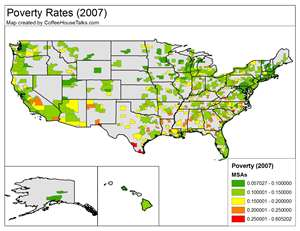 Poverty Rates (2007)
Map created by CoffeeHouseTalks.com
Poverty (2007)
MSAs
0.057027 - 0.100000
0.100001 - 0.150000
0.150001 - 0.200000
0.200001 - 0.250000
0.250001 - 0.605202